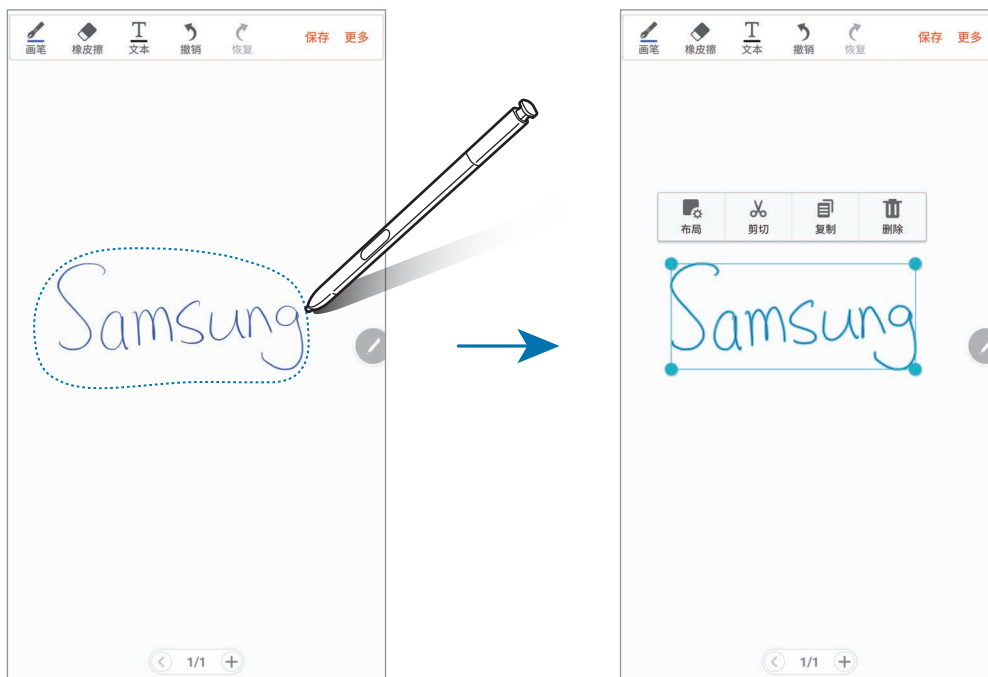 画笔 橡皮擦 文本 撤销 恢复 保存 更多
Samsung
1/1
画笔 橡皮擦 文本 撤销 恢复 保存 更多
布局 剪切 复制 删除
Samsung
1/1